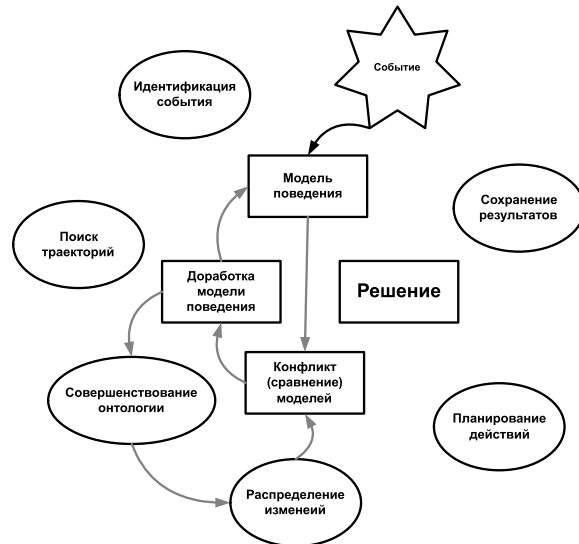 Событие
Идентификация
события
Модель
поведения
Сохранение
результатов
Поиск
траекторий
Доработка
модели
поведения
Решение
Конфликт
(сравнение)
моделей
Совершенствование
онтологии
Планирование
действий
Распределение
изменеий